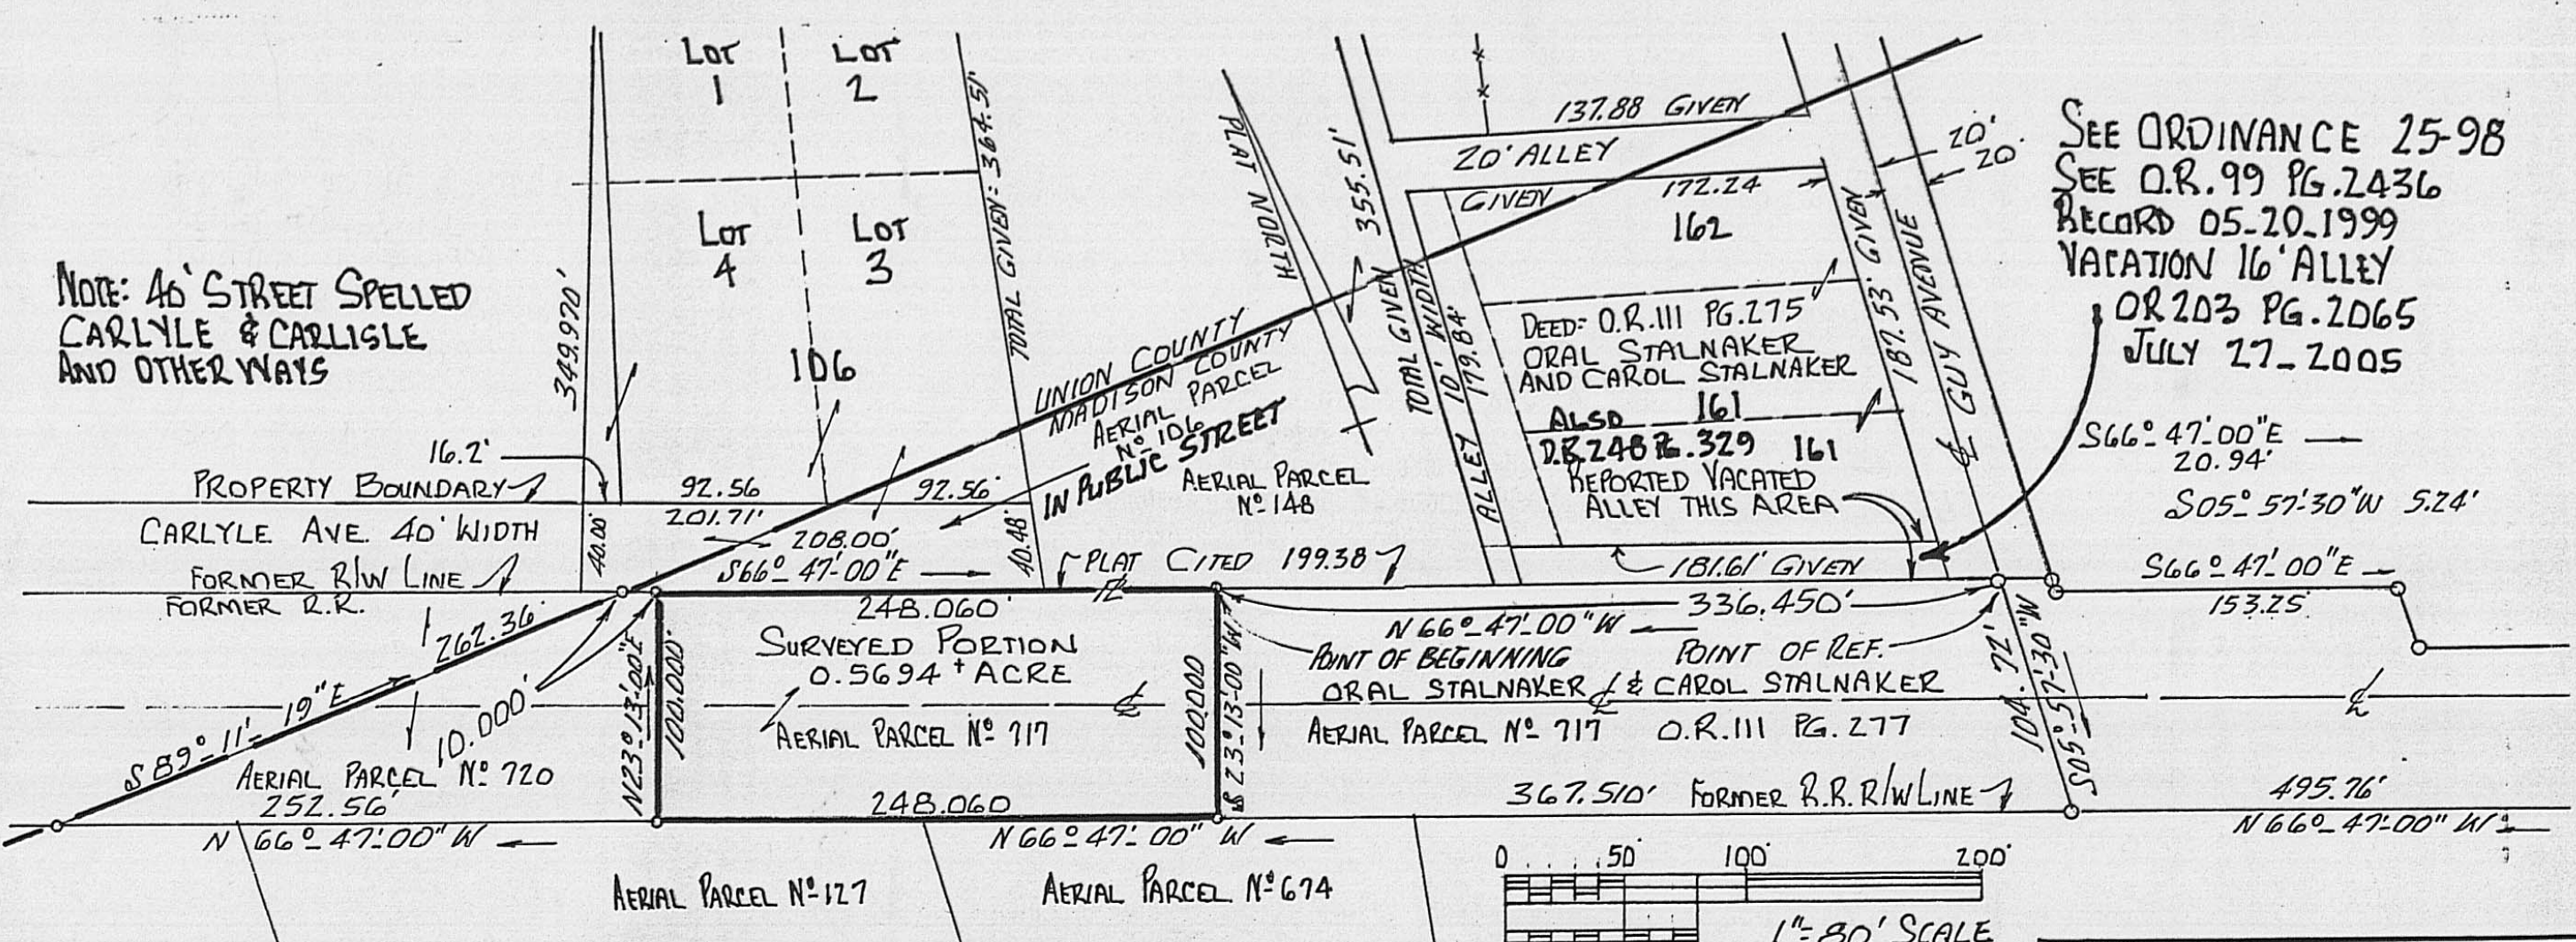 LOT
1
LOT
2
LOT
4
LOT
3
106
349.970'
TOTAL GIVEN = 364.51'
NOTE: 40' STREET SPELLED
CARLYLE & CARLISLE
AND OTHER WAYS
16.2'
PROPERTY BOUNDARY
CARLYLE AVE. 40' WIDTH
FORMER R/W LINE
FORMER R.R.
40.00'
92.56
92.56'
201.71'
208.00'
S66°-47'-00"E
40.48'
UNION COUNTY
MADISON COUNTY
AERIAL PARCEL
Nº 106
IN PUBLIC STREET
AERIAL PARCEL
Nº 148
PLAT NORTH
355.51'
TOTAL GIVEN
10' WIDTH
ALLEY 179.84'
137.88 GIVEN
20' ALLEY
GIVEN 172.24
162
DEED: O.R.111 PG.275
ORAL STALNAKER
AND CAROL STALNAKER
ALSO 161
D.B.248 PG.329 161
REPORTED VACATED
ALLEY THIS AREA
187.53' GIVEN
℄ GUY AVEDVUE
20'
20'
SEE ORDINANCE 25-98
SEE O.R.99 PG.2436
RECORD 05-20-1999
VACATION 16' ALLEY
OR203 PG.2065
JULY 27-2005
S66°-47'-00"E
20.94'
S05°-57'-30"W 5.24'
S66°-47'-00"E
153.25'
PLAT CITED 199.38
181.61' GIVEN
248.060'
SURVEYED PORTION
0.5694 + ACRE
AERIAL PARCEL Nº 717
℄
N23°-13'-00"E
100.000'
100.000
S23°-13'-00"W
336.450'
N66°-47'-00"W
POINT OF BEGINNING
POINT OF REF.
ORAL STALNAKER & CAROL STALNAKER
℄
AERIAL PARCEL Nº 717 O.R.111 PG.277
104.72'
S05°-57'-30"W
℄
262.36'
S89°-11'-19"E
10.000'
AERIAL PARCEL Nº 720
252.56'
N66°-47'-00"W
248.060
N66°-47'-00"W
367.510' FORMER R.R. R/W LINE
495.76'
N66°-47'-00"W
AERIAL PARCEL Nº 127
AERIAL PARCEL Nº 674
0 50' 100' 200'
1"=80' SCALE